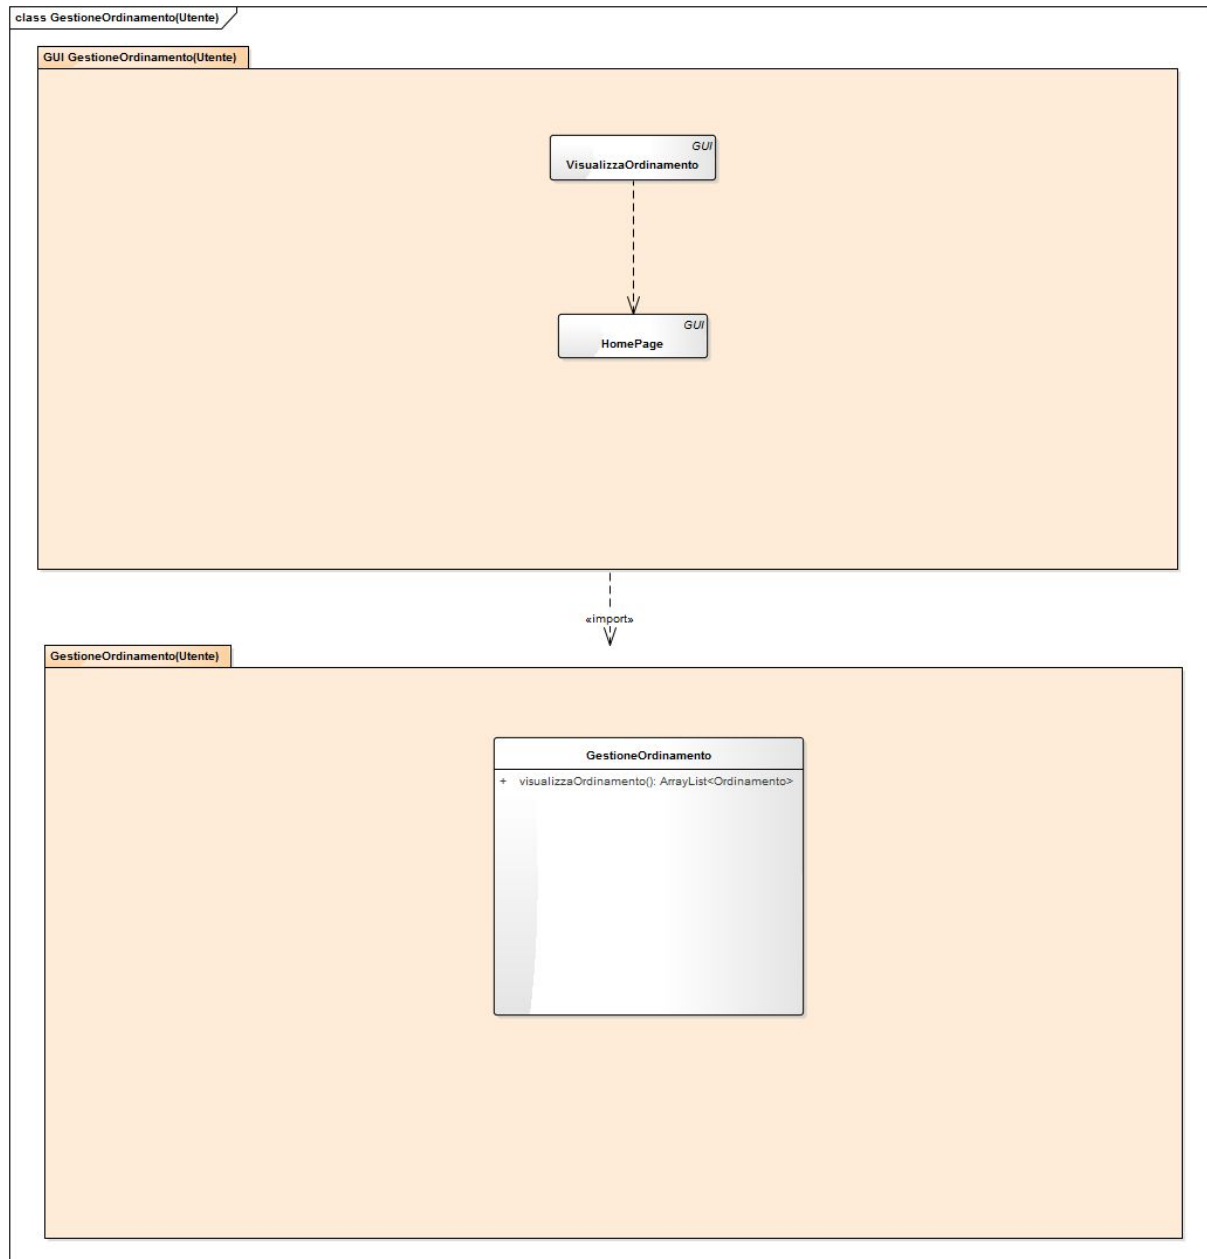 class GestioneOrdinamento(Utente)
GUI GestioneOrdinamento(Utente)
GUI
VisualizzaOrdinamento
GUI
HomePage
«import»
GestioneOrdinamento(Utente)
GestioneOrdinamento
+ visualizzaOrdinamento(): ArrayList<Ordinamento>